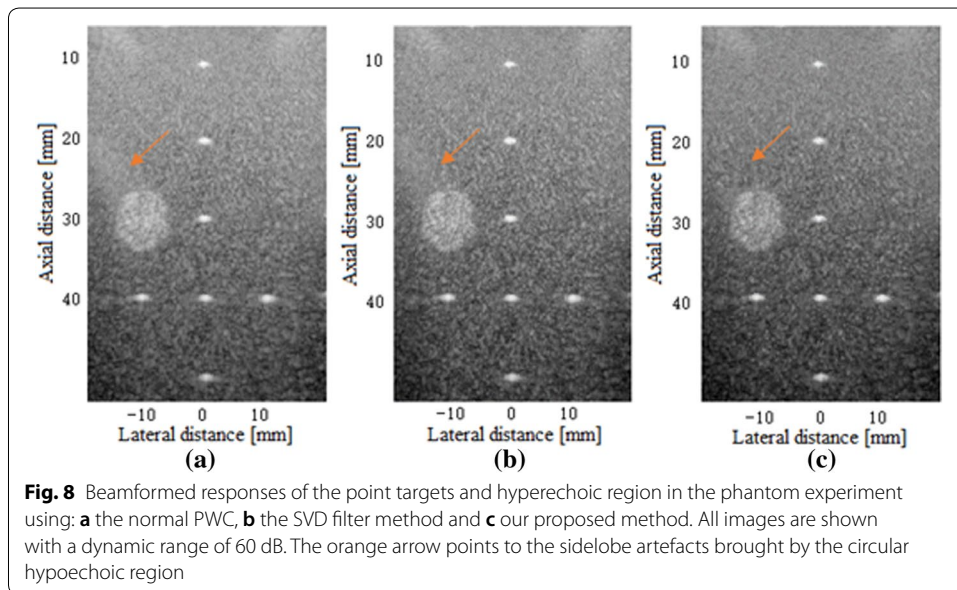 10
20
30
40
Axial distance [mm]
-10 0 10
Lateral distance [mm]
(a)
10
20
30
40
Axial distance [mm]
-10 0 10
Lateral distance [mm]
(b)
10
20
30
40
Axial distance [mm]
-10 0 10
Lateral distance [mm]
(c)
Fig. 8 Beamformed responses of the point targets and hyperechoic region in the phantom experiment
using: a the normal PWC, b the SVD filter method and c our proposed method. All images are shown
with a dynamic range of 60 dB. The orange arrow points to the sidelobe artefacts brought by the circular
hypoechoic region